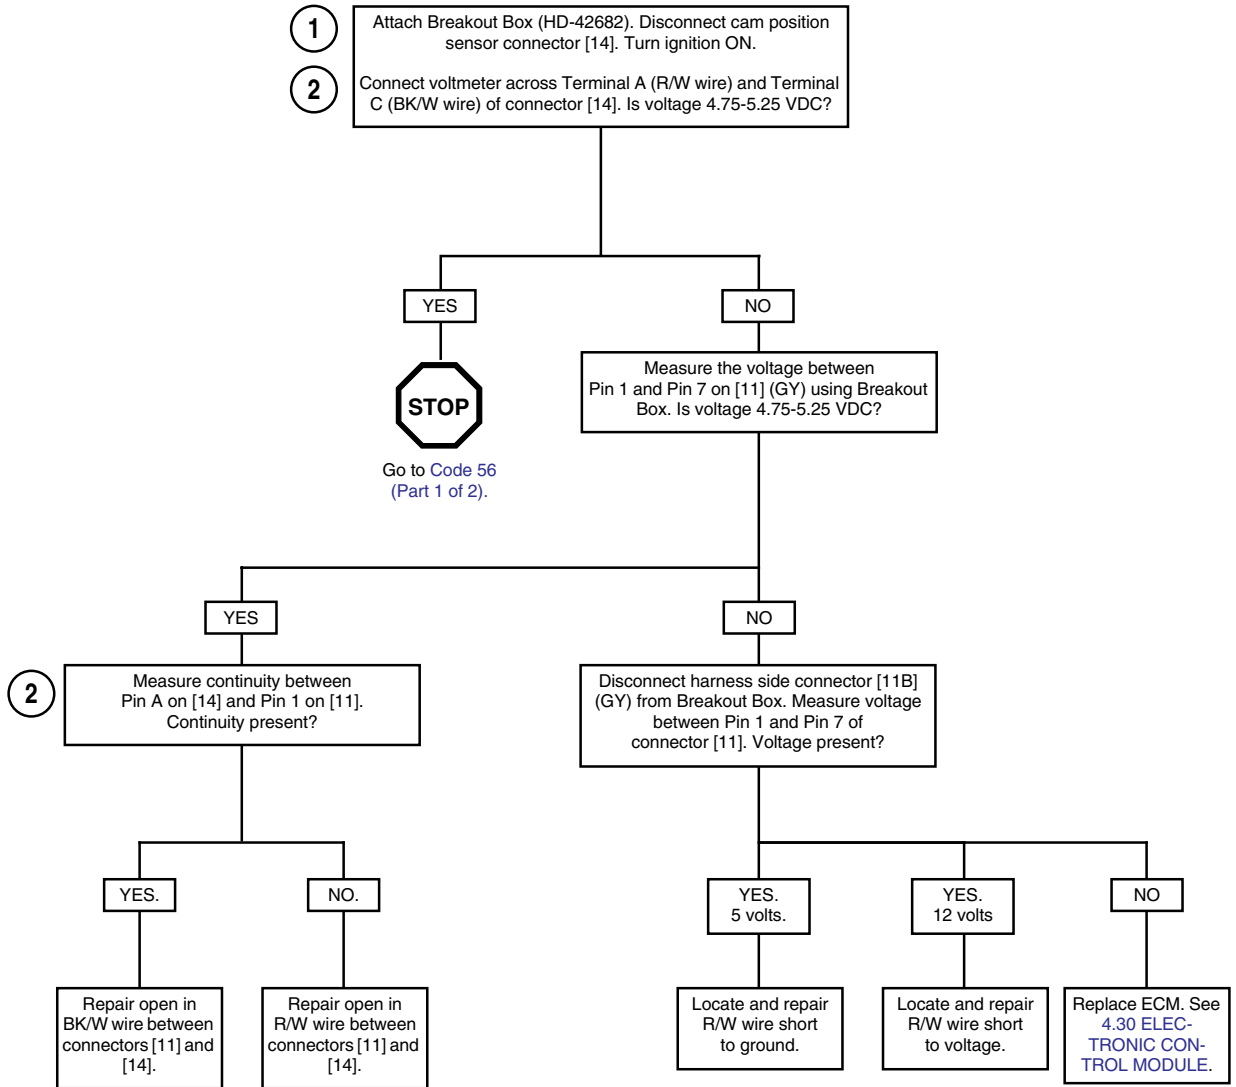 1
Attach Breakout Box (HD-42682). Disconnect cam position
sensor connector [14]. Turn ignition ON.
2
Connect voltmeter across Terminal A (R/W wire) and Terminal
C (BK/W wire) of connector [14]. Is voltage 4.75-5.25 VDC?
YES
NO
STOP
Go to Code 56
(Part 1 of 2).
Measure the voltage between
Pin 1 and Pin 7 on [11] (GY) using Breakout
Box. Is voltage 4.75-5.25 VDC?
YES
NO
2
Measure continuity between
Pin A on [14] and Pin 1 on [11].
Continuity present?
Disconnect harness side connector [11B]
(GY) from Breakout Box. Measure voltage
between Pin 1 and Pin 7 of
connector [11]. Voltage present?
YES.
NO.
YES.
5 volts.
YES.
12 volts
NO
Repair open in
BK/W wire between
connectors [11] and
[14].
Repair open in
R/W wire between
connectors [11] and
[14].
Locate and repair
R/W wire short
to ground.
Locate and repair
R/W wire short
to voltage.
Replace ECM. See
4.30 ELEC-
TRONIC CON-
TROL MODULE.